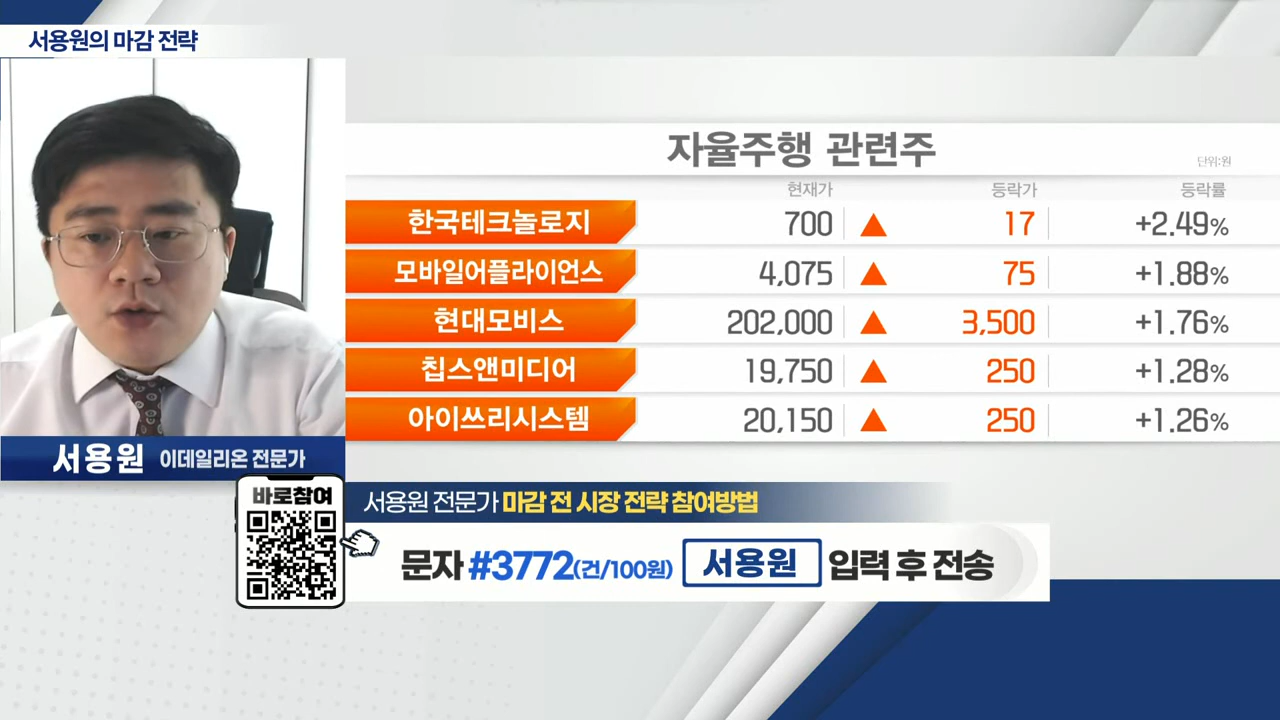 서용원의 마감 전략
자율주행 관련주
단위:원
현재가 등락가 등락률
한국테크놀로지 700 ▲ 17 +2.49%
모바일어플라이언스 4,075 ▲ 75 +1.88%
현대모비스 202,000 ▲ 3,500 +1.76%
칩스앤미디어 19,750 ▲ 250 +1.28%
아이쓰리시스템 20,150 ▲ 250 +1.26%
서용원 이데일리온 전문가
바로참여
서용원 전문가 마감 전 시장 전략 참여방법
문자 #3772(건/100원) 서용원 입력 후 전송